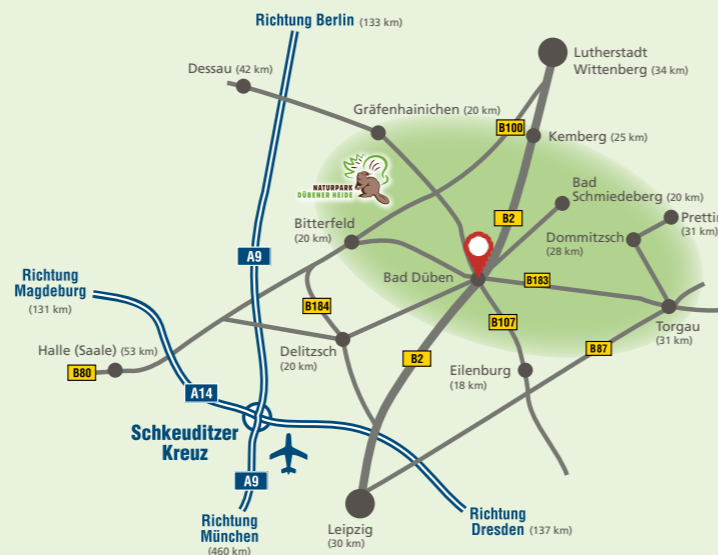 Richtung Berlin (133 km)
Lutherstadt
Wittenberg (34 km)
Dessau (42 km)
Gräfenhainichen (20 km)
B100
Kemberg (25 km)
NATURPARK
DÜBENER HEIDE
Bad
Schmiedeberg (20 km)
Bitterfeld
(20 km)
B2
Prettin
(31 km)
Dommitzsch
(28 km)
A9
Richtung
Magdeburg
(131 km)
Bad Düben
B183
B184
B107
Torgau
(31 km)
Halle (Saale) (53 km)
B80
Delitzsch
(20 km)
B2
B87
Eilenburg
(18 km)
A14
Schkeuditzer
Kreuz
A9
Richtung
München
(460 km)
Leipzig
(30 km)
Richtung
Dresden (137 km)